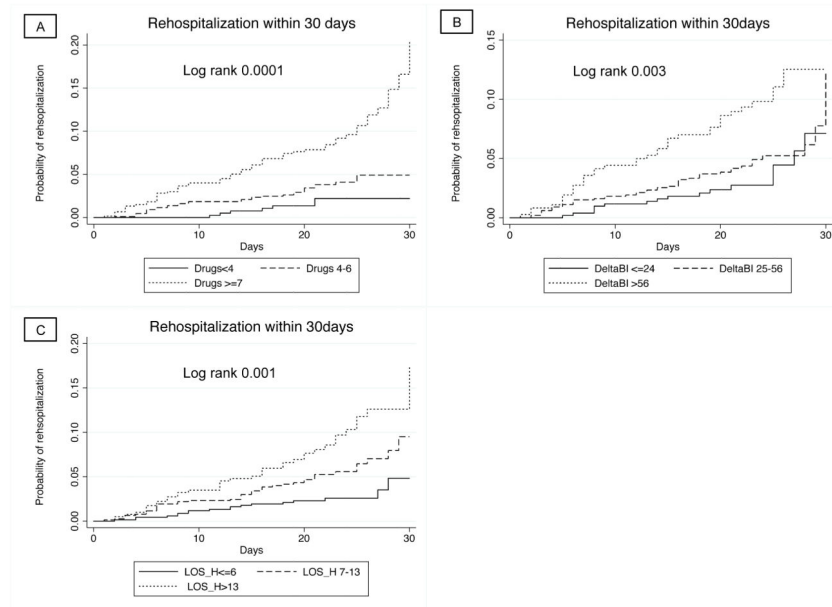 A
Rehospitalization within 30 days
Log rank 0.0001
Probability of rehsopitalization
0.20
0.15
0.10
0.05
0.00
0 10 20 30
Days
Drugs<4 Drugs 4-6
Drugs >=7
B
Rehospitalization within 30days
Log rank 0.003
Probability of rehsopitalization
0.15
0.10
0.05
0.00
0 10 20 30
Days
DeltaBI <=24 DeltaBI 25-56
DeltaBI >56
C
Rehospitalization within 30days
Log rank 0.001
Probability of rehsopitalization
0.20
0.15
0.10
0.05
0.00
0 10 20 30
Days
LOS_H<=6 LOS_H 7-13
LOS_H>13